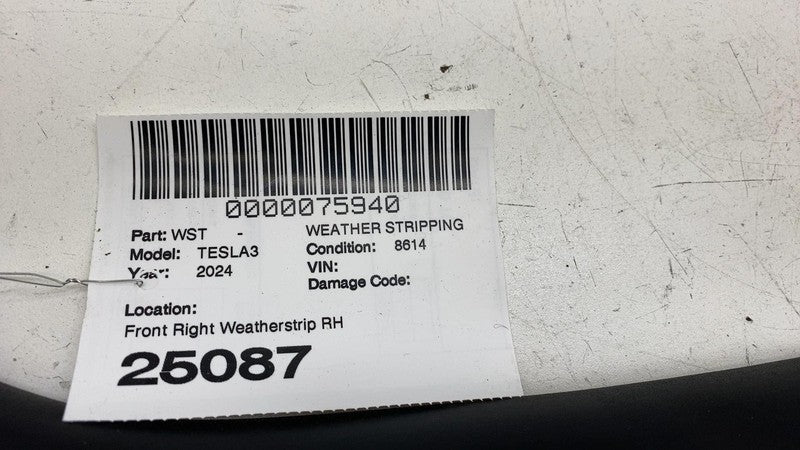 0000075940
Part: WST - WEATHER STRIPPING
Model: TESLA3 Condition: 8614
Year: 2024 VIN:
Damage Code:
Location:
Front Right Weatherstrip RH
25087